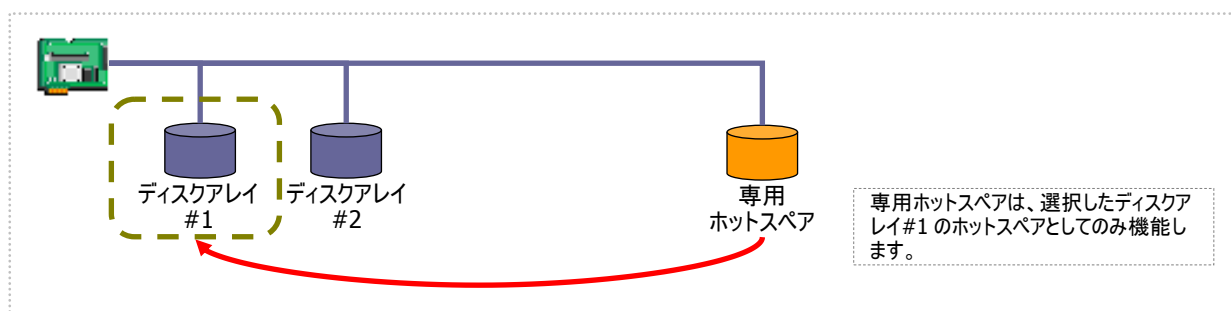 ディスクアレイ
#1
ディスクアレイ
#2
専用
ホットスペア
専用ホットスペアは、選択したディスクア
レイ#1 のホットスペアとしてのみ機能し
ます。